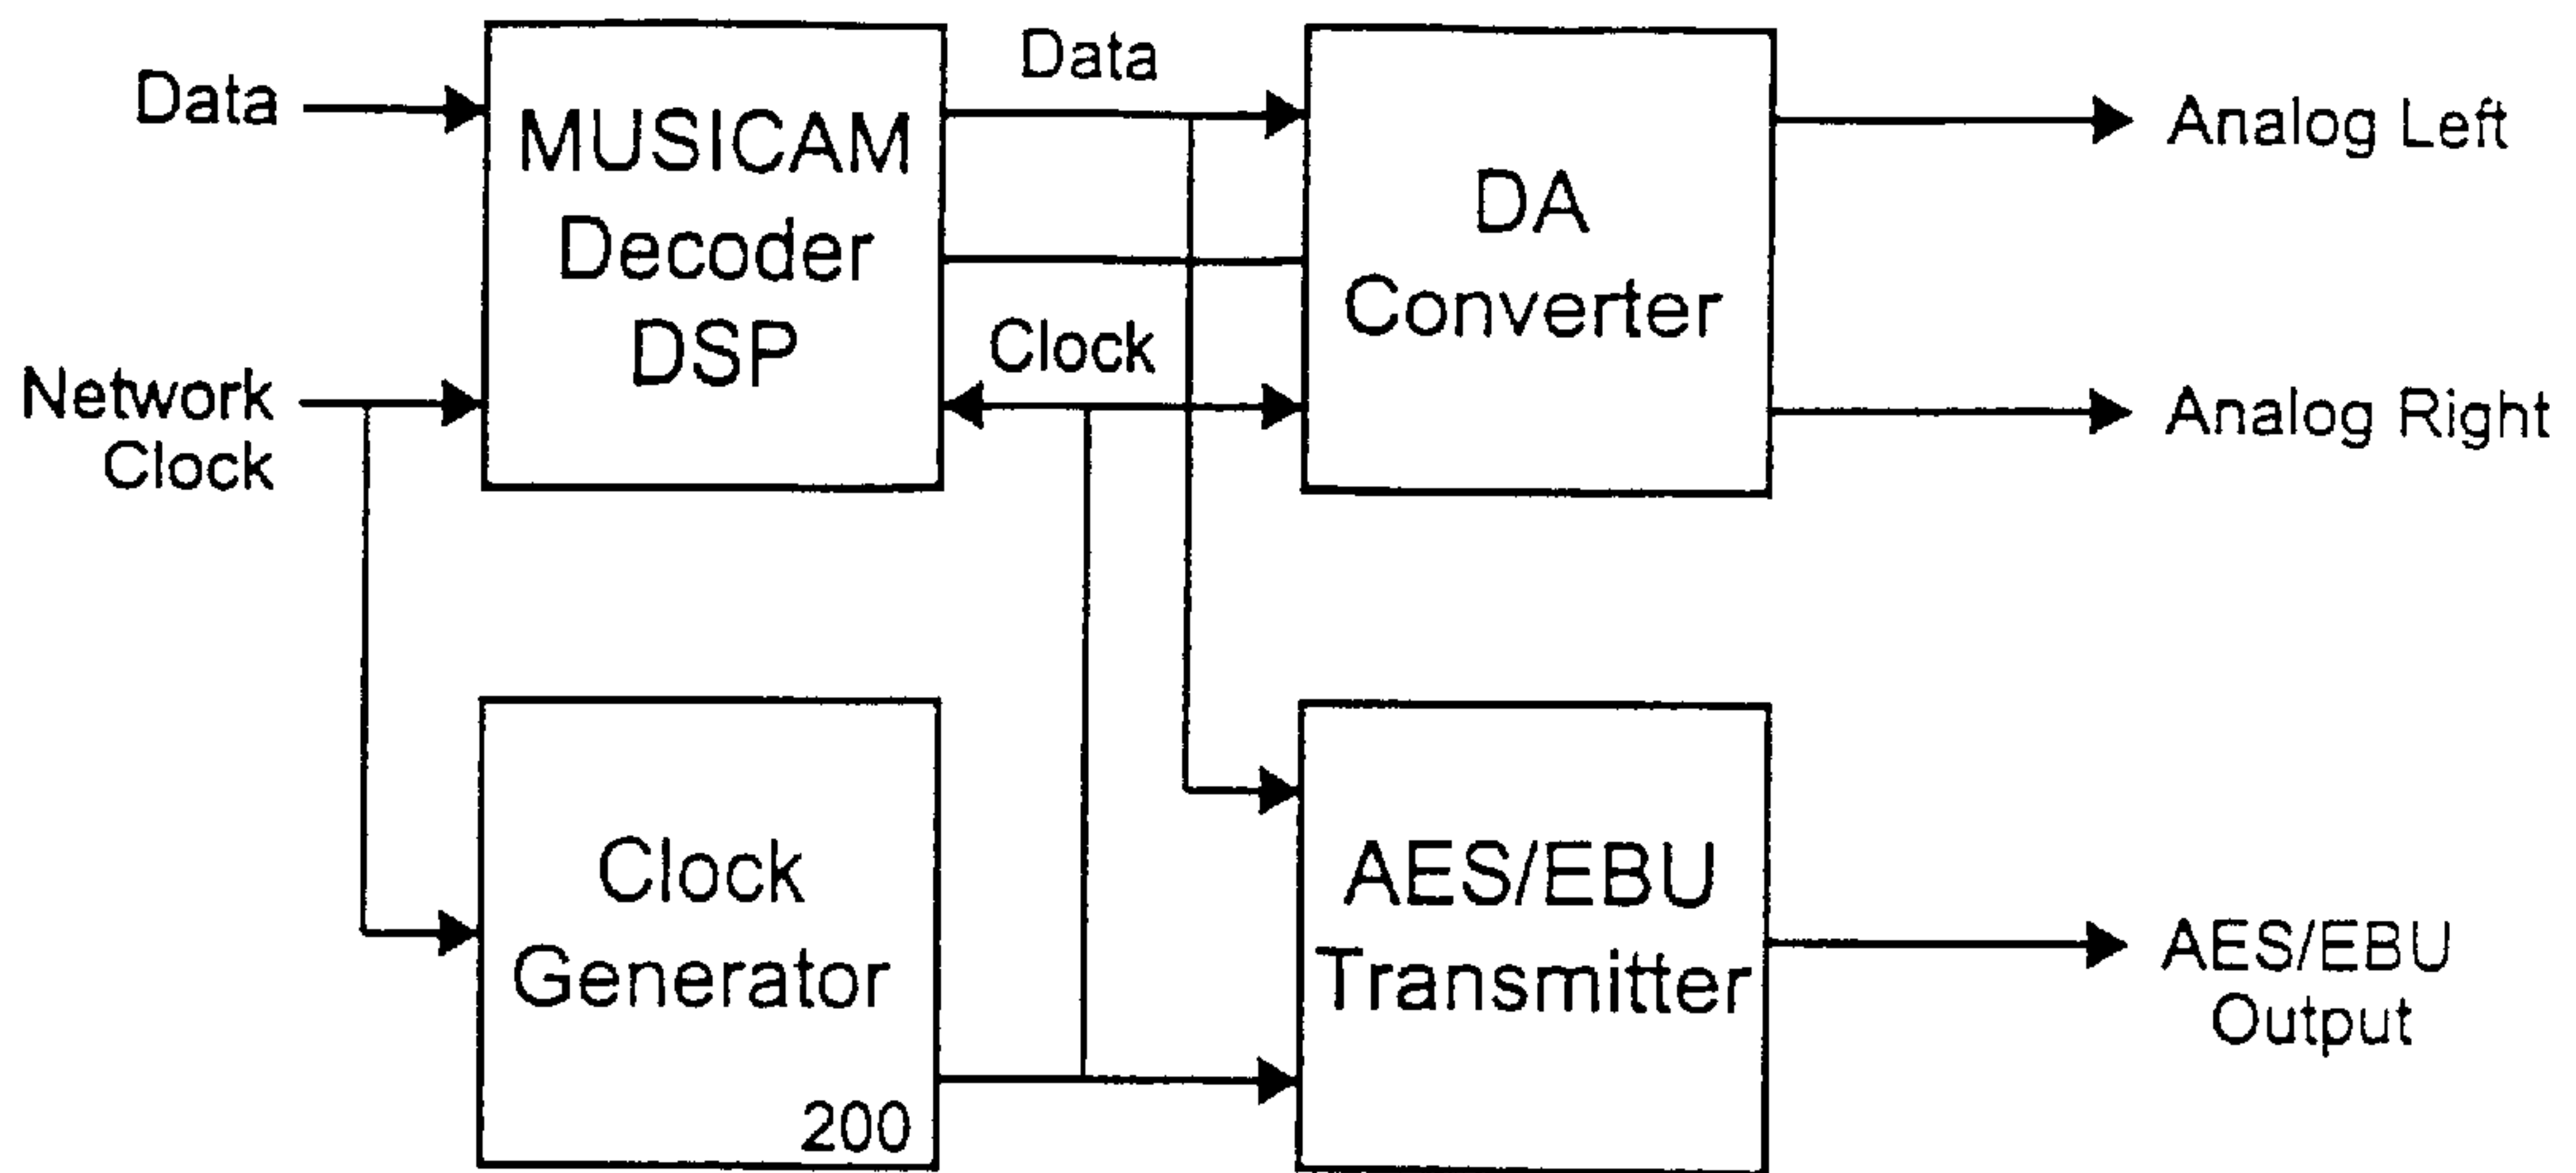 Data
Network
Clock
MUSICAM
Decoder
DSP
Data
Clock
DA
Converter
Analog Left
Analog Right
Clock
Generator
200
AES/EBU
Transmitter
AES/EBU
Output